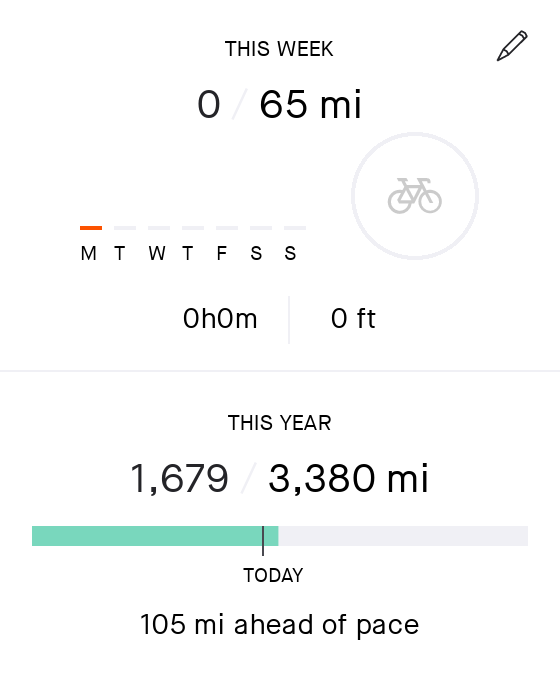 THIS WEEK
0 / 65 mi
M T W T F S S
0h0m 0 ft
THIS YEAR
1,679 / 3,380 mi
TODAY
105 mi ahead of pace